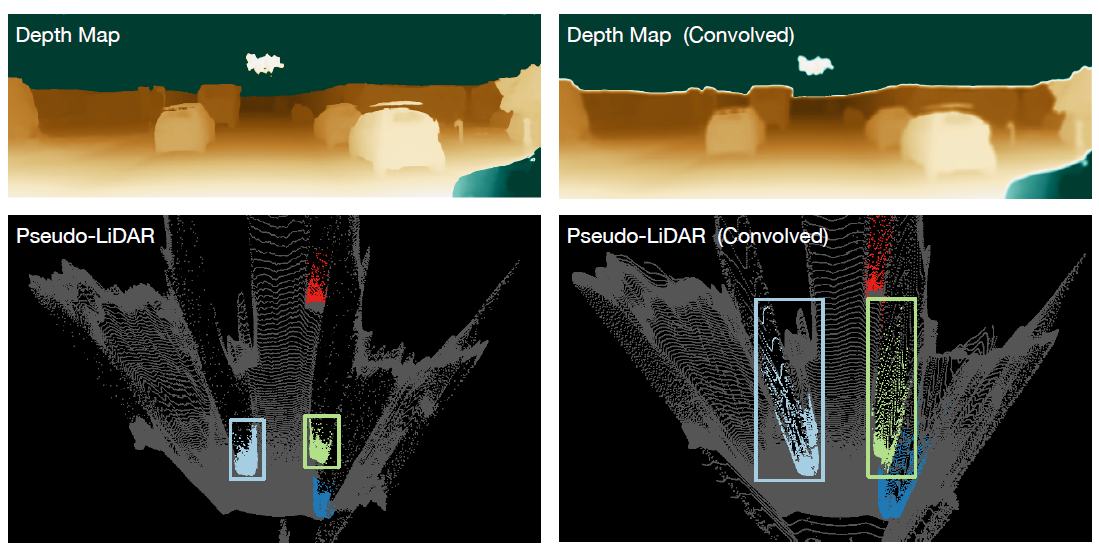 Depth Map
Depth Map (Convolved)
Pseudo-LiDAR
Pseudo-LiDAR (Convolved)